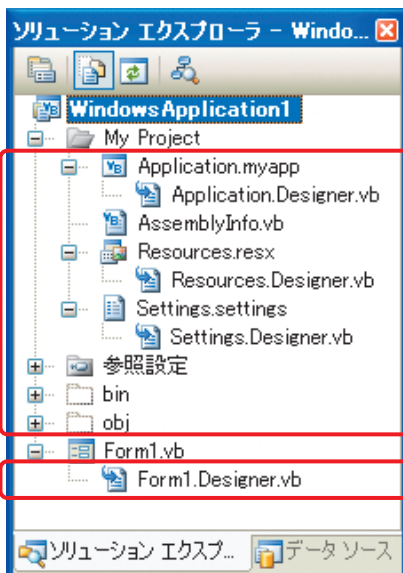 ソリューション エクスプローラ - Windo...
WindowsApplication1
My Project
Application.myapp
Application.Designer.vb
AssemblyInfo.vb
Resources.resx
Resources.Designer.vb
Settings.settings
Settings.Designer.vb
参照設定
bin
obj
Form1.vb
Form1.Designer.vb
ソリューション エクスプ... データ ソース